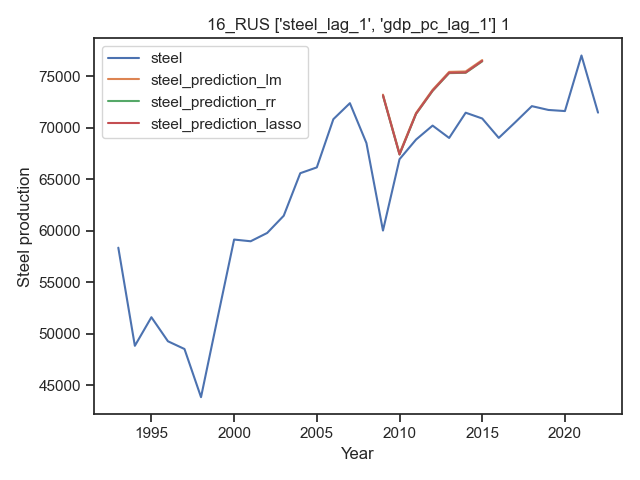 16_RUS ['steel_lag_1', 'gdp_pc_lag_1'] 1
steel
steel_prediction_lm
steel_prediction_rr
steel_prediction_lasso
75000
70000
65000
60000
55000
50000
45000
Steel production
1995
2000
2005
2010
2015
2020
Year